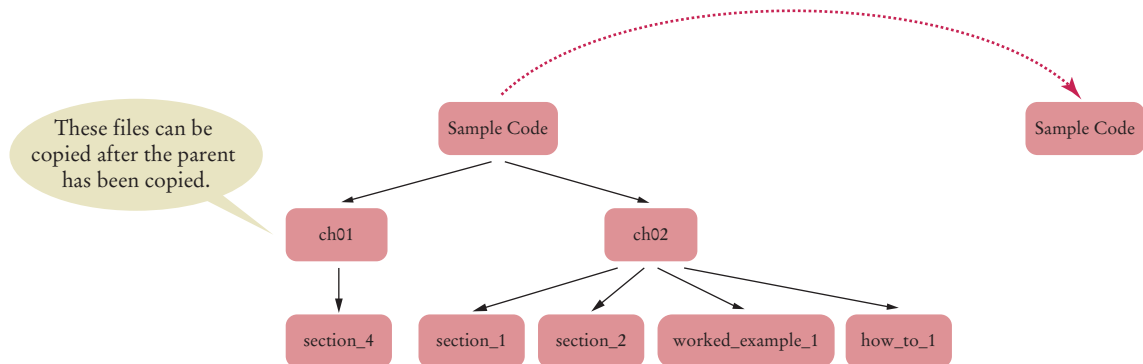 Sample Code
Sample Code
These files can be
copied after the parent
has been copied.
ch01
ch02
section_4
section_1
section_2
worked_example_1
how_to_1